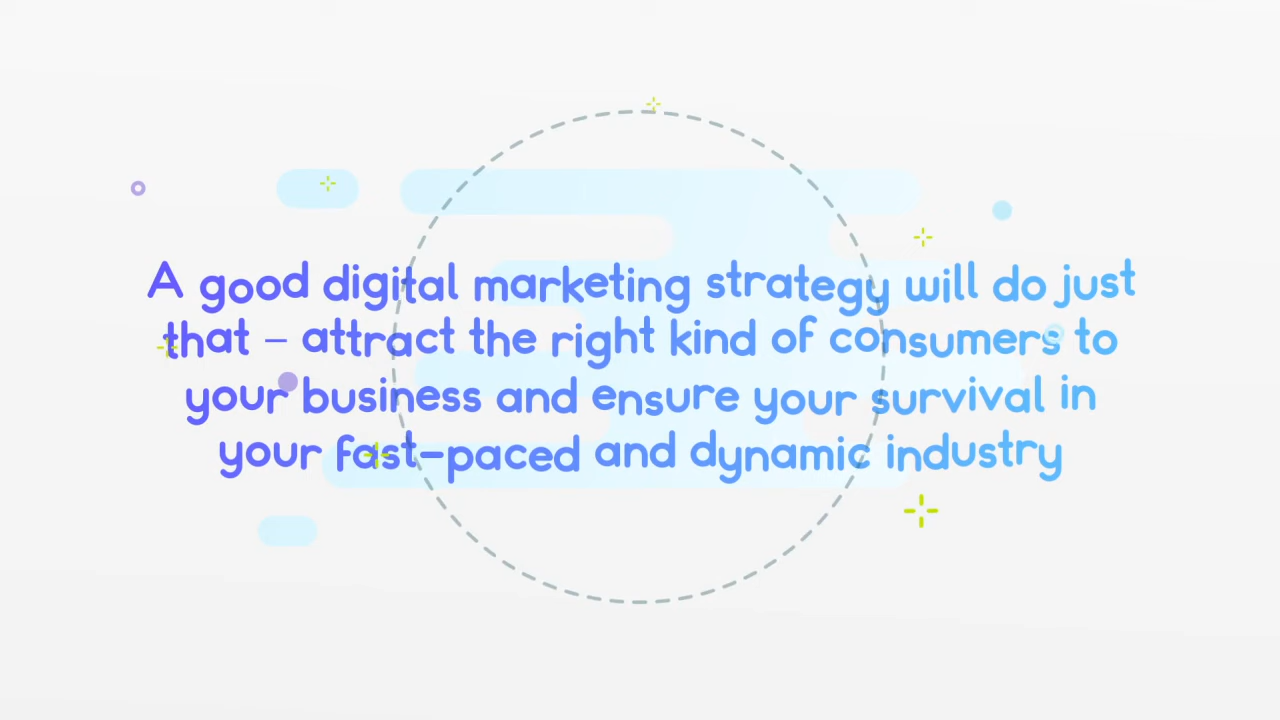 A good digital marketing strategy will do just
that – attract the right kind of consumers to
your business and ensure your survival in
your fast-paced and dynamic industry